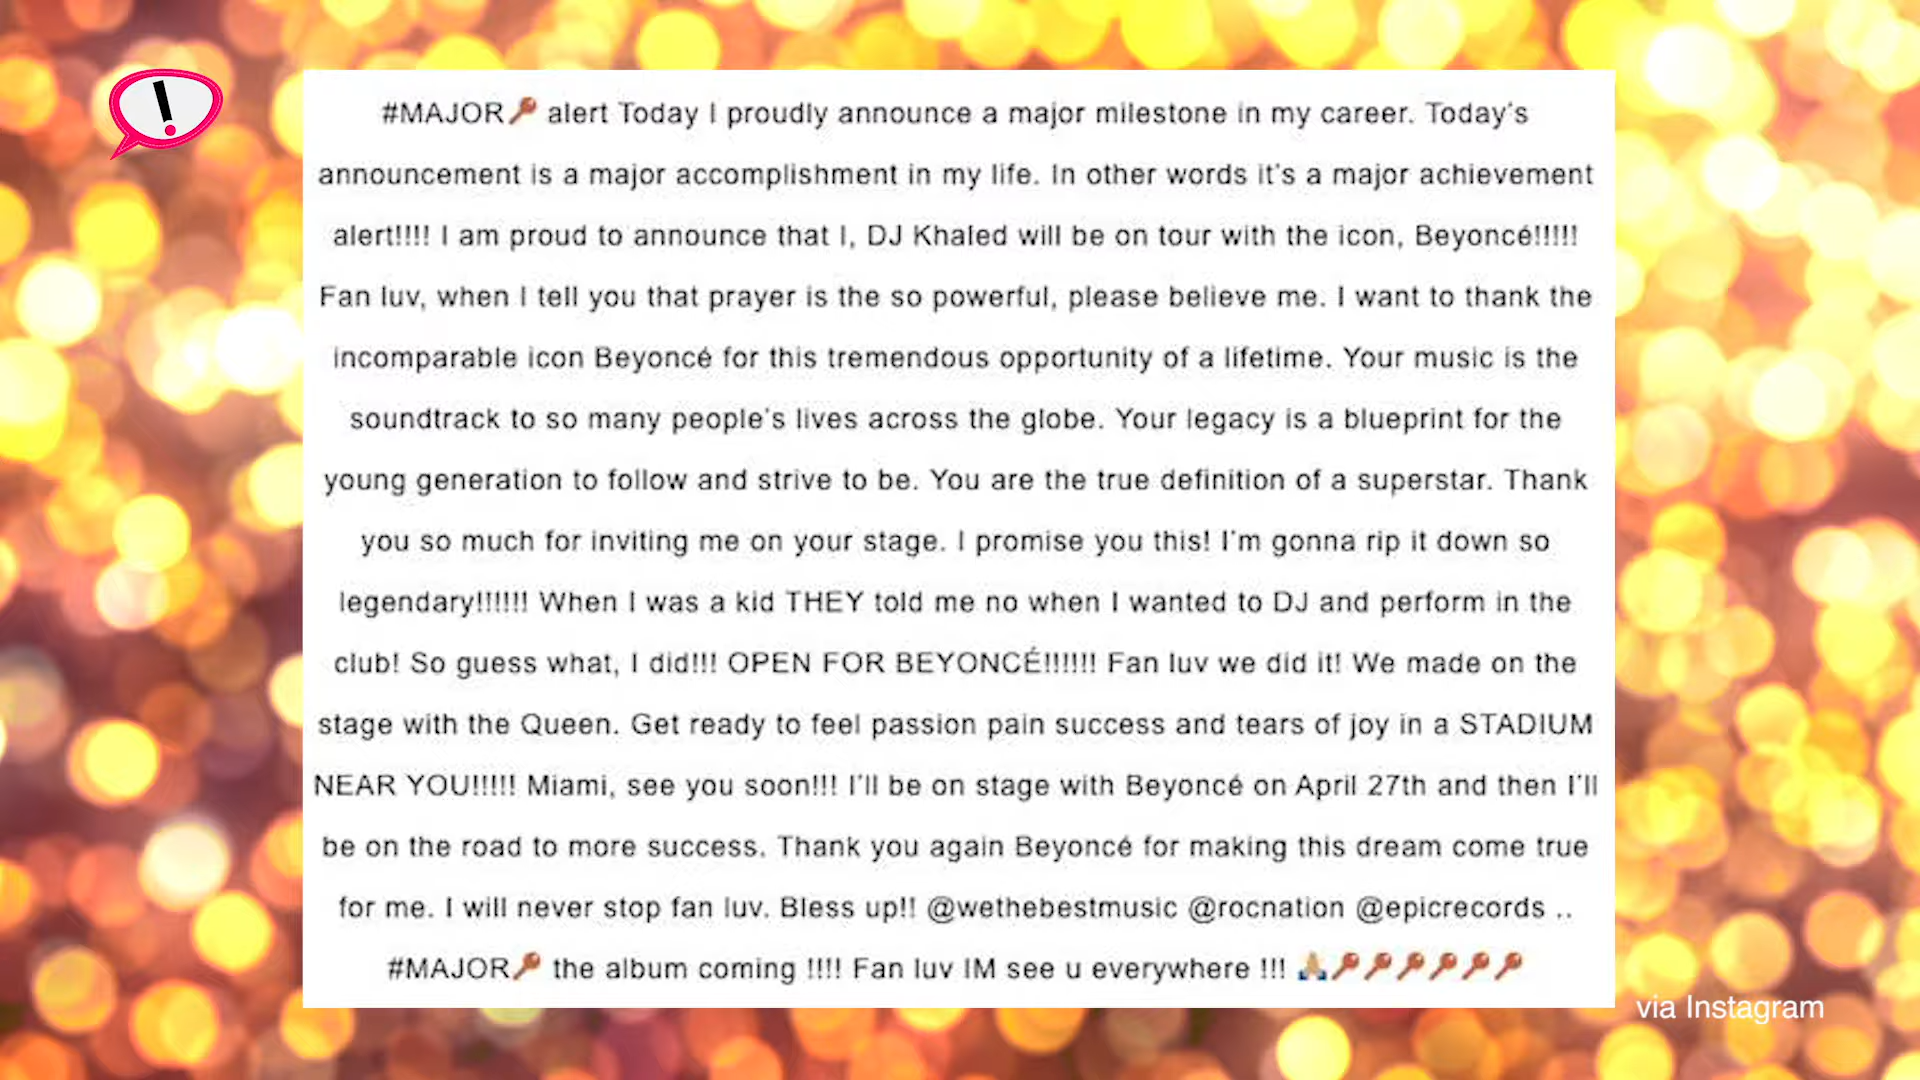 !
#MAJOR🔑 alert Today I proudly announce a major milestone in my career. Today's
announcement is a major accomplishment in my life. In other words it's a major achievement
alert!!!! I am proud to announce that I, DJ Khaled will be on tour with the icon, Beyoncé!!!!!
Fan luv, when I tell you that prayer is the so powerful, please believe me. I want to thank the
incomparable icon Beyoncé for this tremendous opportunity of a lifetime. Your music is the
soundtrack to so many people's lives across the globe. Your legacy is a blueprint for the
young generation to follow and strive to be. You are the true definition of a superstar. Thank
you so much for inviting me on your stage. I promise you this! I'm gonna rip it down so
legendary!!!!!! When I was a kid THEY told me no when I wanted to DJ and perform in the
club! So guess what, I did!!! OPEN FOR BEYONCÉ!!!!!! Fan luv we did it! We made on the
stage with the Queen. Get ready to feel passion pain success and tears of joy in a STADIUM
NEAR YOU!!!!! Miami, see you soon!!! I'll be on stage with Beyoncé on April 27th and then I'll
be on the road to more success. Thank you again Beyoncé for making this dream come true
for me. I will never stop fan luv. Bless up!! @wethebestmusic @rocnation @epicrecords ..
#MAJOR🔑 the album coming !!!! Fan luv IM see u everywhere !!! 🙏🔑🔑🔑🔑🔑🔑
via Instagram